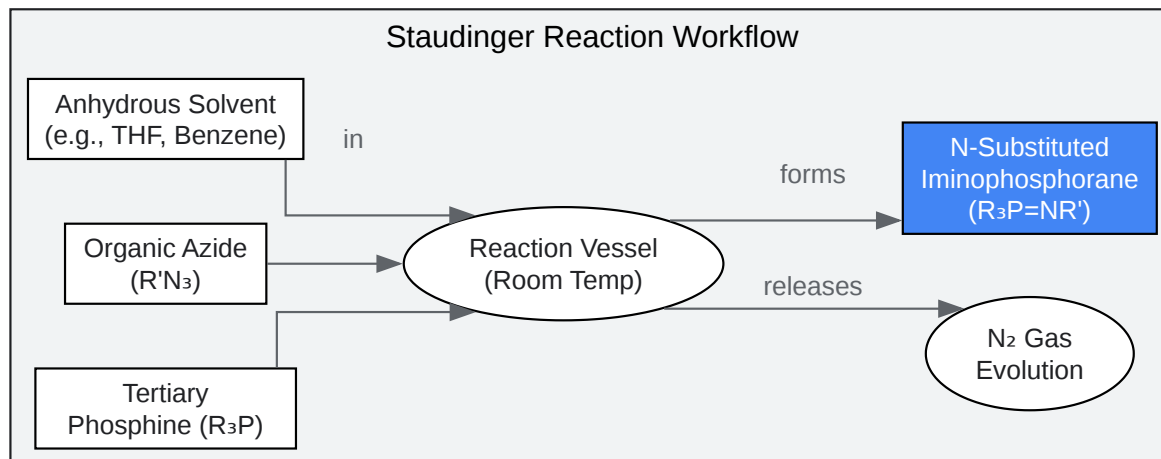 Staudinger Reaction Workflow
Anhydrous Solvent
(e.g., THF, Benzene)
in
Organic Azide
(R'N₃)
Tertiary
Phosphine (R₃P)
Reaction Vessel
(Room Temp)
forms
N-Substituted
Iminophosphorane
(R₃P=NR')
releases
N₂ Gas
Evolution